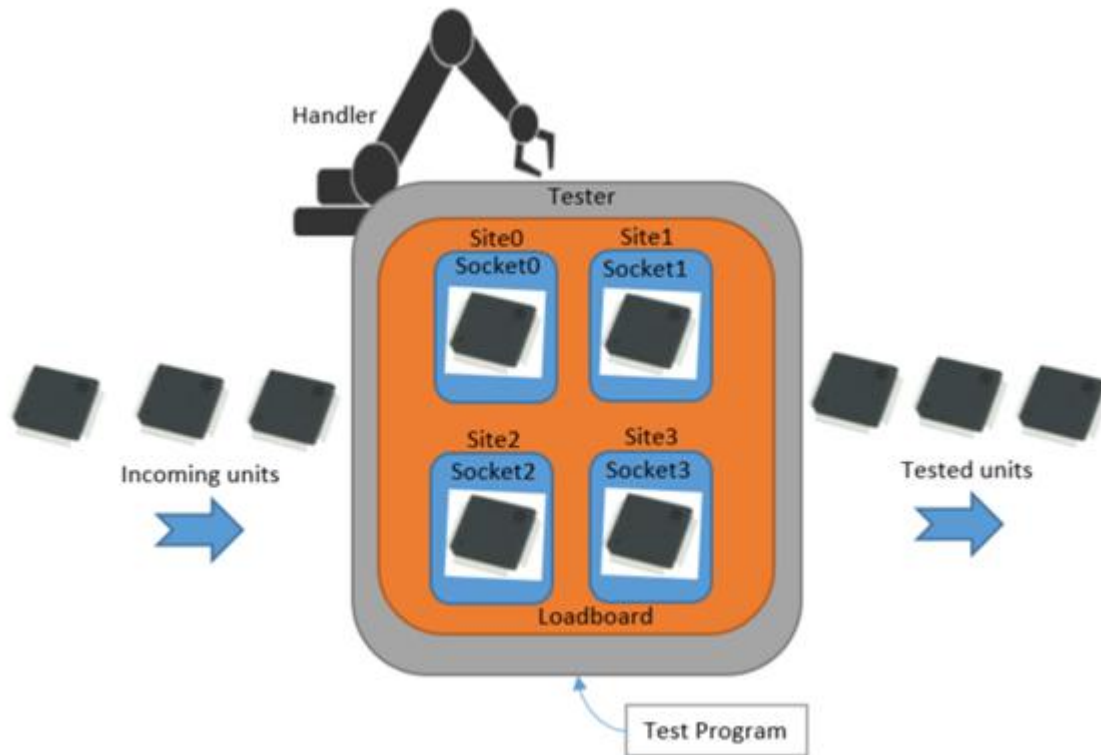 Handler
Tester
Site0
Site1
Socket0
Socket1
Incoming units
Tested units
Site2
Site3
Socket2
Socket3
Loadboard
Test Program